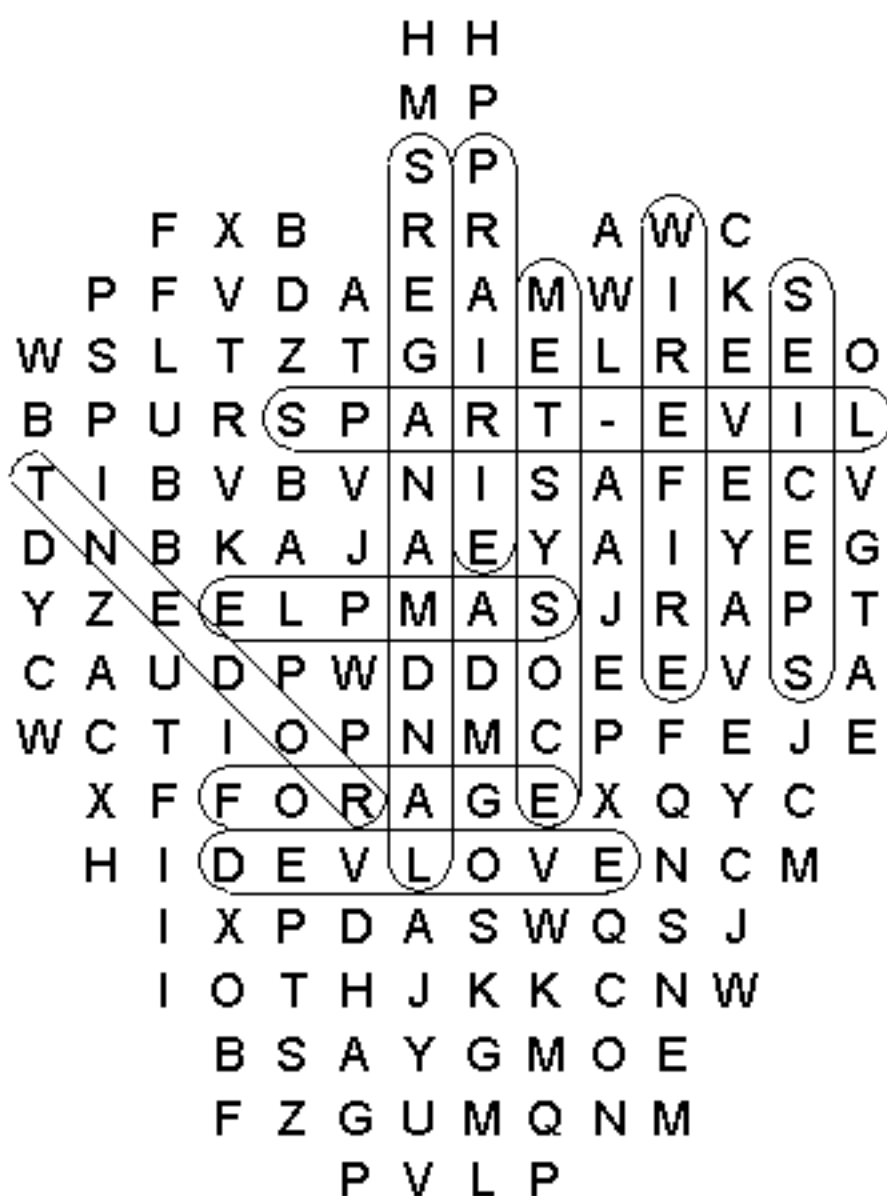 H H
M P
S P
F X B R R A W C
P F V D A E A M W I K S
W S L T Z T G I E L R E E O
B P U R S P A R T - E V I L
T I B V B V N I S A F E C V
D N B K A J A E Y A I Y E G
Y Z E E L P M A S J R A P T
C A U D P W D D O E E V S A
W C T I O P N M C P F E J E
X F F O R A G E X Q Y C
H I D E V L O V E N C M
I X P D A S W Q S J
I O T H J K K C N W
B S A Y G M O E
F Z G U M Q N M
P V L P